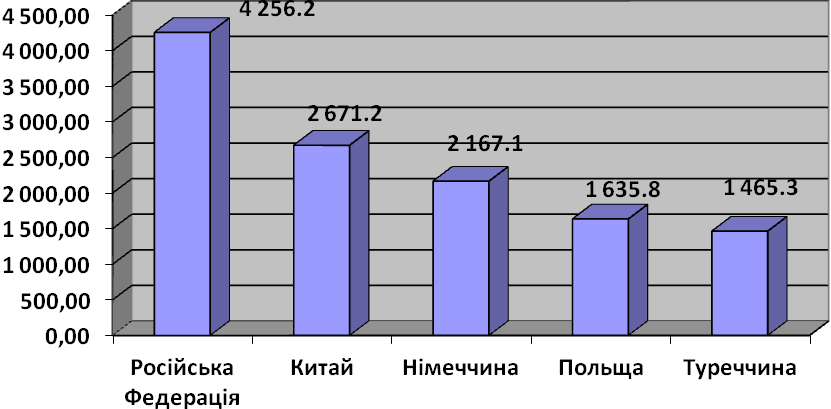 4 500,00
4 000,00
3 500,00
3 000,00
2 500,00
2 000,00
1 500,00
1 000,00
500,00
0,00
4 256.2
2 671.2
2 167.1
1 635.8
1 465.3
Російська
Федерація
Китай
Німеччина
Польща
Туреччина